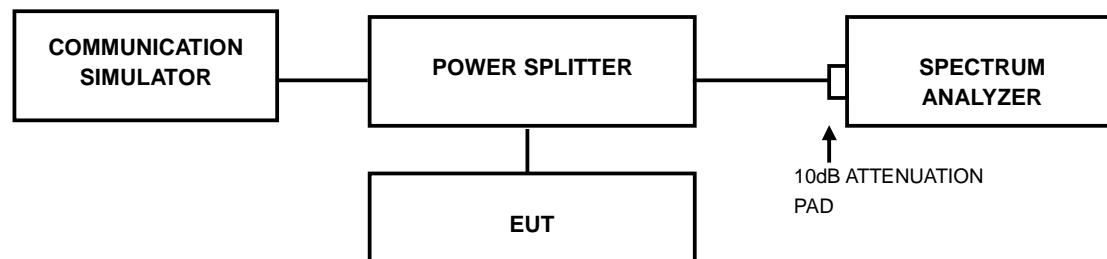 COMMUNICATION
SIMULATOR
POWER SPLITTER
SPECTRUM
ANALYZER
10dB ATTENUATION
PAD
EUT